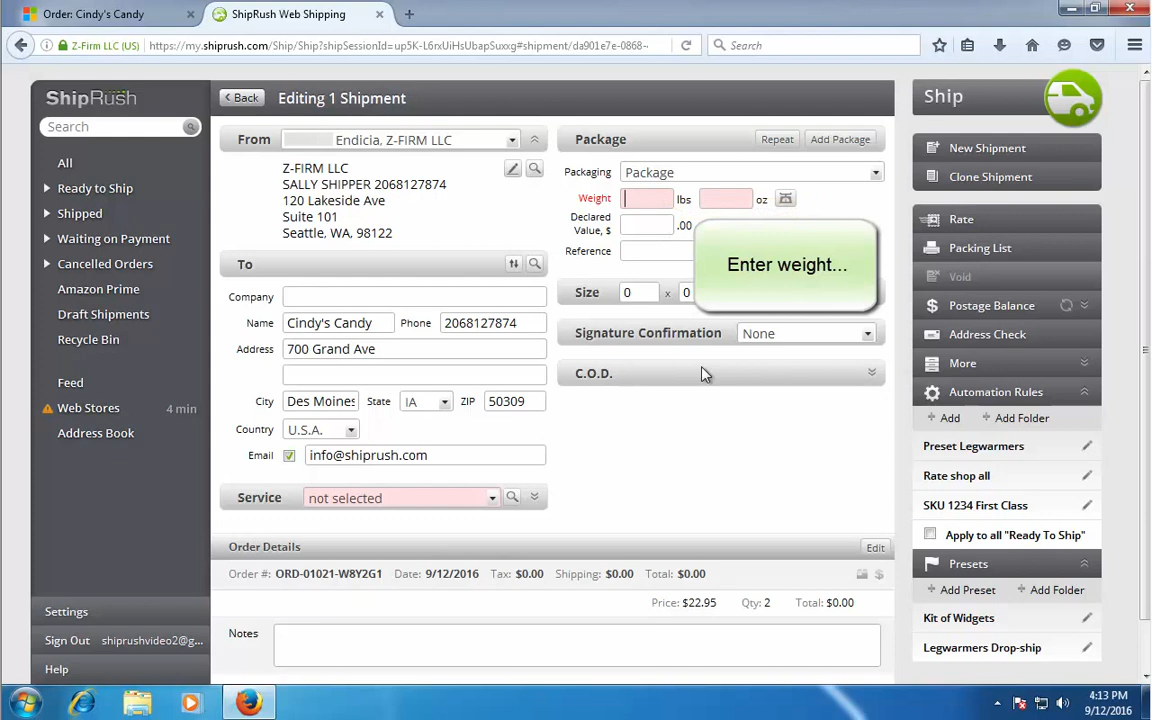 Order: Cindy's Candy
ShipRush Web Shipping
Z-Firm LLC (US)
https://my.shiprush.com/Ship/Ship?shipSessionId=up5K-L6rxUiHsUbapSuxxg#shipment/da901e7e-0868-
Search
ShipRush
Search
All
Ready to Ship
Shipped
Waiting on Payment
Cancelled Orders
Amazon Prime
Draft Shipments
Recycle Bin
Feed
Web Stores 4 min
Address Book
Settings
Sign Out shiprushvideo2@g...
Help
< Back Editing 1 Shipment
From Endicia, Z-FIRM LLC
Z-FIRM LLC
SALLY SHIPPER 2068127874
120 Lakeside Ave
Suite 101
Seattle, WA, 98122
To
Company
Name Cindy's Candy Phone 2068127874
Address 700 Grand Ave
City Des Moines State IA ZIP 50309
Country U.S.A.
Email info@shiprush.com
Service not selected
Package Repeat Add Package
Packaging Package
Weight lbs oz
Declared
Value, $ .00
Reference
Enter weight...
Size 0 x 0
Signature Confirmation None
C.O.D.
Order Details Edit
Order #: ORD-01021-W8Y2G1 Date: 9/12/2016 Tax: $0.00 Shipping: $0.00 Total: $0.00
Price: $22.95 Qty: 2 Total: $0.00
Notes
Ship
New Shipment
Clone Shipment
Rate
Packing List
Void
Postage Balance
Address Check
More
Automation Rules
+ Add + Add Folder
Preset Legwarmers
Rate shop all
SKU 1234 First Class
Apply to all "Ready To Ship"
Presets
+ Add Preset + Add Folder
Kit of Widgets
Legwarmers Drop-ship
4:13 PM
9/12/2016